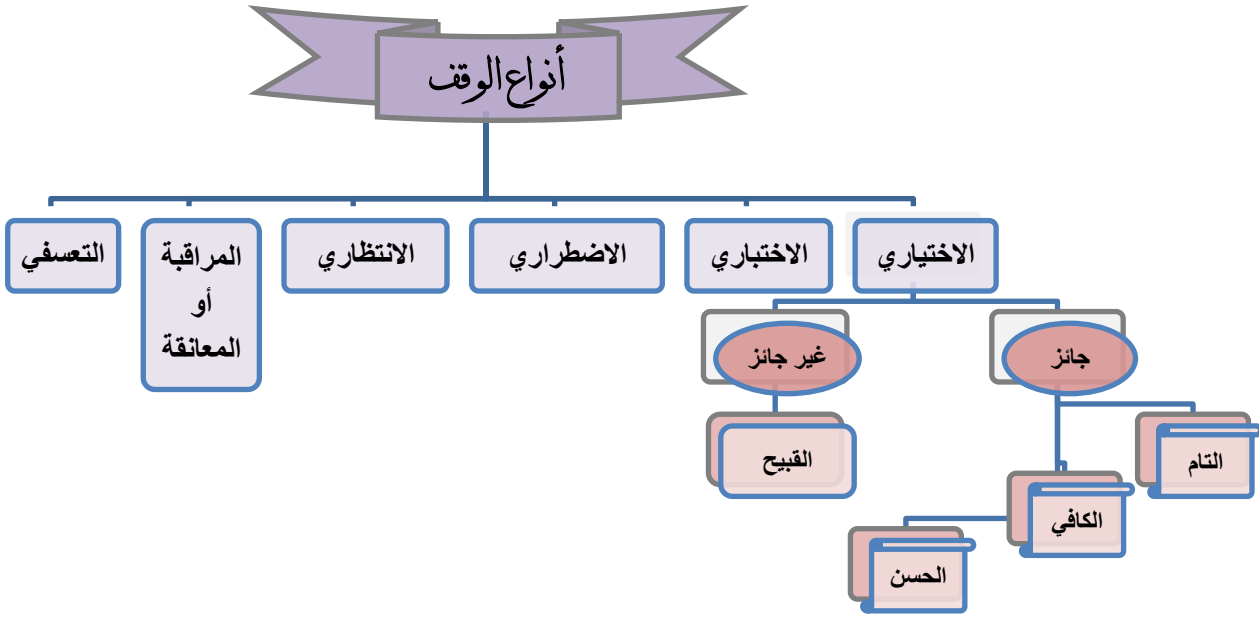 أنواع الوقف
الاختياري
الاختباري
الاضطراري
الانتظاري
المراقبة
أو
المعانقة
التعسفي
جائز
غير جائز
التام
الكافي
الحسن
القبيح